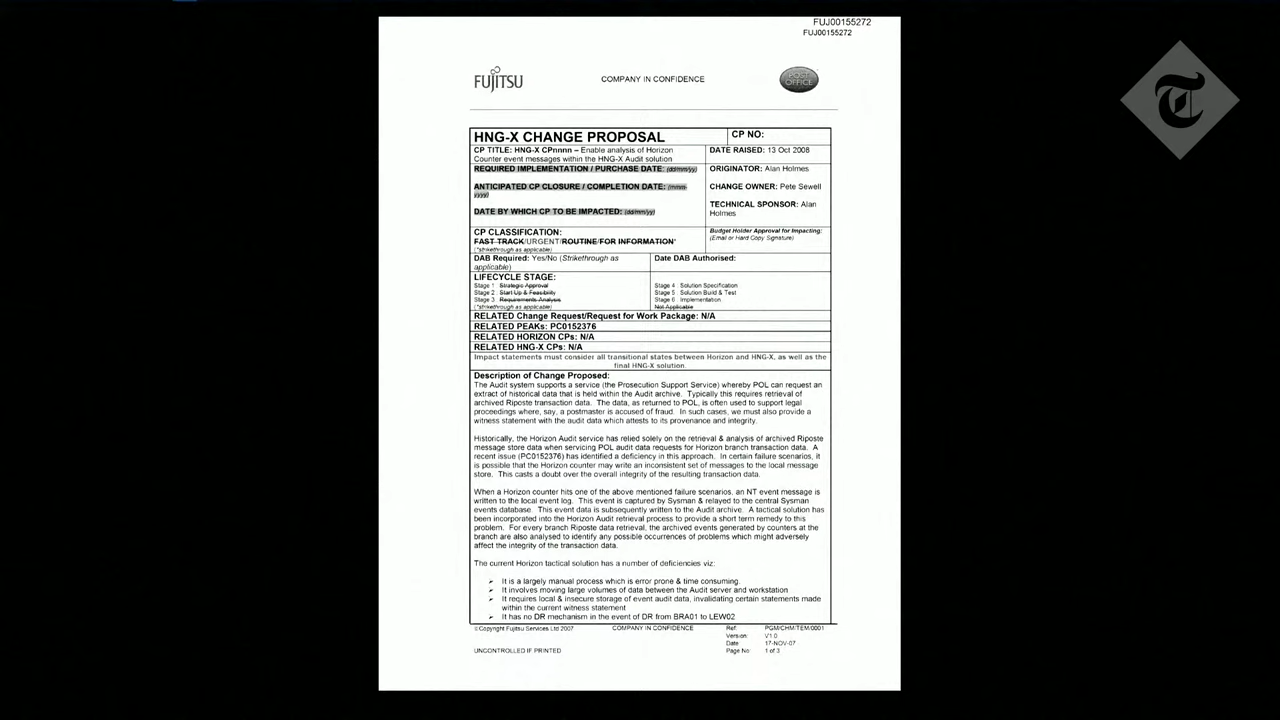 FUJ00155272
FUJ00155272
FUJITSU
COMPANY IN CONFIDENCE
POST
OFFICE
T
HNG-X CHANGE PROPOSAL
CP NO:
CP TITLE: HNG-X CPnnnn – Enable analysis of Horizon
Counter event messages within the HNG-X Audit solution
DATE RAISED: 13 Oct 2008
REQUIRED IMPLEMENTATION / PURCHASE DATE: (dd/mm/yy)
ORIGINATOR: Alan Holmes
ANTICIPATED CP CLOSURE / COMPLETION DATE: (mmm-
yyyy)
CHANGE OWNER: Pete Sewell
DATE BY WHICH CP TO BE IMPACTED: (dd/mm/yy)
TECHNICAL SPONSOR: Alan
Holmes
CP CLASSIFICATION:
FAST TRACK/URGENT/ROUTINE/FOR INFORMATION*
(*strikethrough as applicable)
Budget Holder Approval for Impacting:
(Email or Hard Copy Signature)
DAB Required: Yes/No (Strikethrough as
applicable)
Date DAB Authorised:
LIFECYCLE STAGE:
Stage 1 . Strategic Approval
Stage 2 . Start Up & Feasibility
Stage 3 . Requirements Analysis
(*strikethrough as applicable)
Stage 4 . Solution Specification
Stage 5 . Solution Build & Test
Stage 6 . Implementation
Not Applicable
RELATED Change Request/Request for Work Package: N/A
RELATED PEAKs: PC0152376
RELATED HORIZON CPs: N/A
RELATED HNG-X CPs: N/A
Impact statements must consider all transitional states between Horizon and HNG-X, as well as the
final HNG-X solution.
Description of Change Proposed:
The Audit system supports a service (the Prosecution Support Service) whereby POL can request an
extract of historical data that is held within the Audit archive. Typically this requires retrieval of
archived Riposte transaction data. The data, as returned to POL, is often used to support legal
proceedings where, say, a postmaster is accused of fraud. In such cases, we must also provide a
witness statement with the audit data which attests to its provenance and integrity.
Historically, the Horizon Audit service has relied solely on the retrieval & analysis of archived Riposte
message store data when servicing POL audit data requests for Horizon branch transaction data. A
recent issue (PC0152376) has identified a deficiency in this approach. In certain failure scenarios, it
is possible that the Horizon counter may write an inconsistent set of messages to the local message
store. This casts a doubt over the overall integrity of the resulting transaction data.
When a Horizon counter hits one of the above mentioned failure scenarios, an NT event message is
written to the local event log. This event is captured by Sysman & relayed to the central Sysman
events database. This event data is subsequently written to the Audit archive. A tactical solution has
been incorporated into the Horizon Audit retrieval process to provide a short term remedy to this
problem. For every branch Riposte data retrieval, the archived events generated by counters at the
branch are also analysed to identify any possible occurrences of problems which might adversely
affect the integrity of the transaction data.
The current Horizon tactical solution has a number of deficiencies viz:
➢ It is a largely manual process which is error prone & time consuming.
➢ It involves moving large volumes of data between the Audit server and workstation
➢ It requires local & insecure storage of event audit data, invalidating certain statements made
within the current witness statement
➢ It has no DR mechanism in the event of DR from BRA01 to LEW02
©Copyright Fujitsu Services Ltd 2007
COMPANY IN CONFIDENCE
Ref: PGM/CHM/TEM/0001
Version: V1.0
Date: 17-NOV-07
UNCONTROLLED IF PRINTED
Page No: 1 of 3